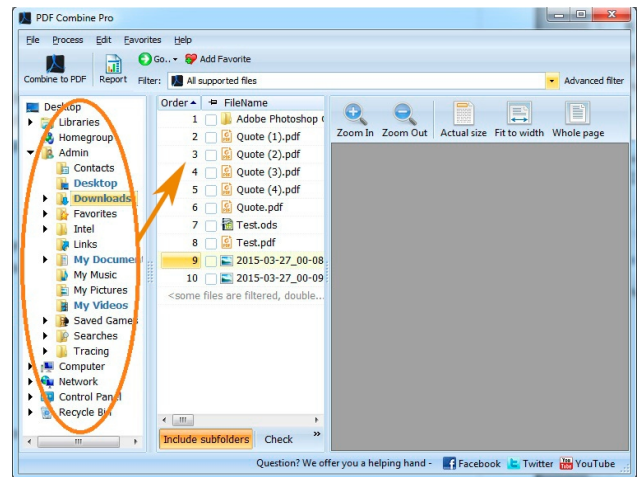 PDF Combine Pro
File Process Edit Favorites Help
Combine to PDF Report Go.. Add Favorite
Filter: All supported files Advanced filter
Desktop
Libraries
Homegroup
Admin
Contacts
Desktop
Downloads
Favorites
Intel
Links
My Document
My Music
My Pictures
My Videos
Saved Games
Searches
Tracing
Computer
Network
Control Panel
Recycle Bin
Order FileName
1 Adobe Photoshop (
2 Quote (1).pdf
3 Quote (2).pdf
4 Quote (3).pdf
5 Quote (4).pdf
6 Quote.pdf
7 Test.ods
8 Test.pdf
9 2015-03-27_00-08
10 2015-03-27_00-09
<some files are filtered, double...
Include subfolders Check »
Zoom In Zoom Out Actual size Fit to width Whole page
Question? We offer you a helping hand - Facebook Twitter YouTube